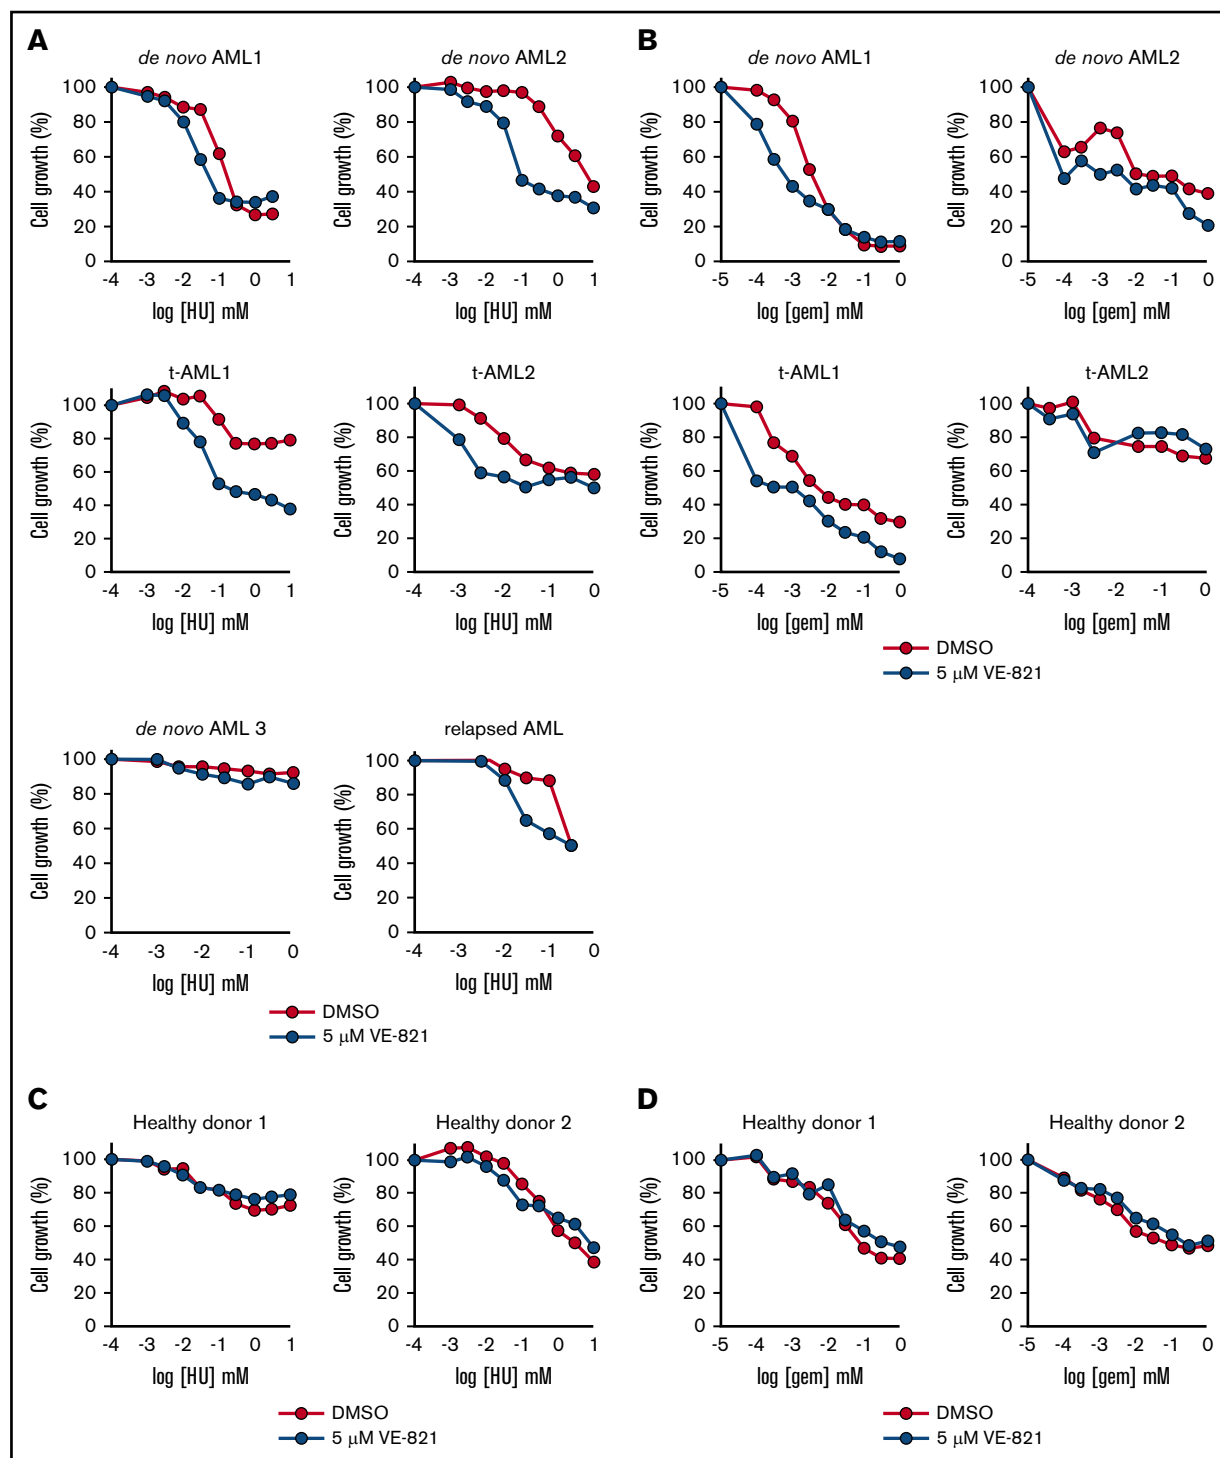 A
B
de novo AML1
de novo AML2
de novo AML1
de novo AML2
Cell growth (%)
100
80
60
40
20
0
-4 -3 -2 -1 0 1
log [HU] mM
Cell growth (%)
100
80
60
40
20
0
-4 -3 -2 -1 0 1
log [HU] mM
Cell growth (%)
100
80
60
40
20
0
-5 -4 -3 -2 -1 0
log [gem] mM
Cell growth (%)
100
80
60
40
20
0
-5 -4 -3 -2 -1 0
log [gem] mM
t-AML1
t-AML2
t-AML1
t-AML2
Cell growth (%)
100
80
60
40
20
0
-4 -3 -2 -1 0 1
log [HU] mM
Cell growth (%)
100
80
60
40
20
0
-4 -3 -2 -1 0
log [HU] mM
Cell growth (%)
100
80
60
40
20
0
-5 -4 -3 -2 -1 0
log [gem] mM
Cell growth (%)
100
80
60
40
20
0
-4 -3 -2 -1 0
log [gem] mM
DMSO
5 μM VE-821
de novo AML 3
relapsed AML
Cell growth (%)
100
80
60
40
20
0
-4 -3 -2 -1 0
log [HU] mM
Cell growth (%)
100
80
60
40
20
0
-4 -3 -2 -1 0
log [HU] mM
DMSO
5 μM VE-821
C
D
Healthy donor 1
Healthy donor 2
Healthy donor 1
Healthy donor 2
Cell growth (%)
100
80
60
40
20
0
-4 -3 -2 -1 0 1
log [HU] mM
Cell growth (%)
100
80
60
40
20
0
-4 -3 -2 -1 0 1
log [HU] mM
Cell growth (%)
100
80
60
40
20
0
-5 -4 -3 -2 -1 0
log [gem] mM
Cell growth (%)
100
80
60
40
20
0
-5 -4 -3 -2 -1 0
log [gem] mM
DMSO
5 μM VE-821
DMSO
5 μM VE-821